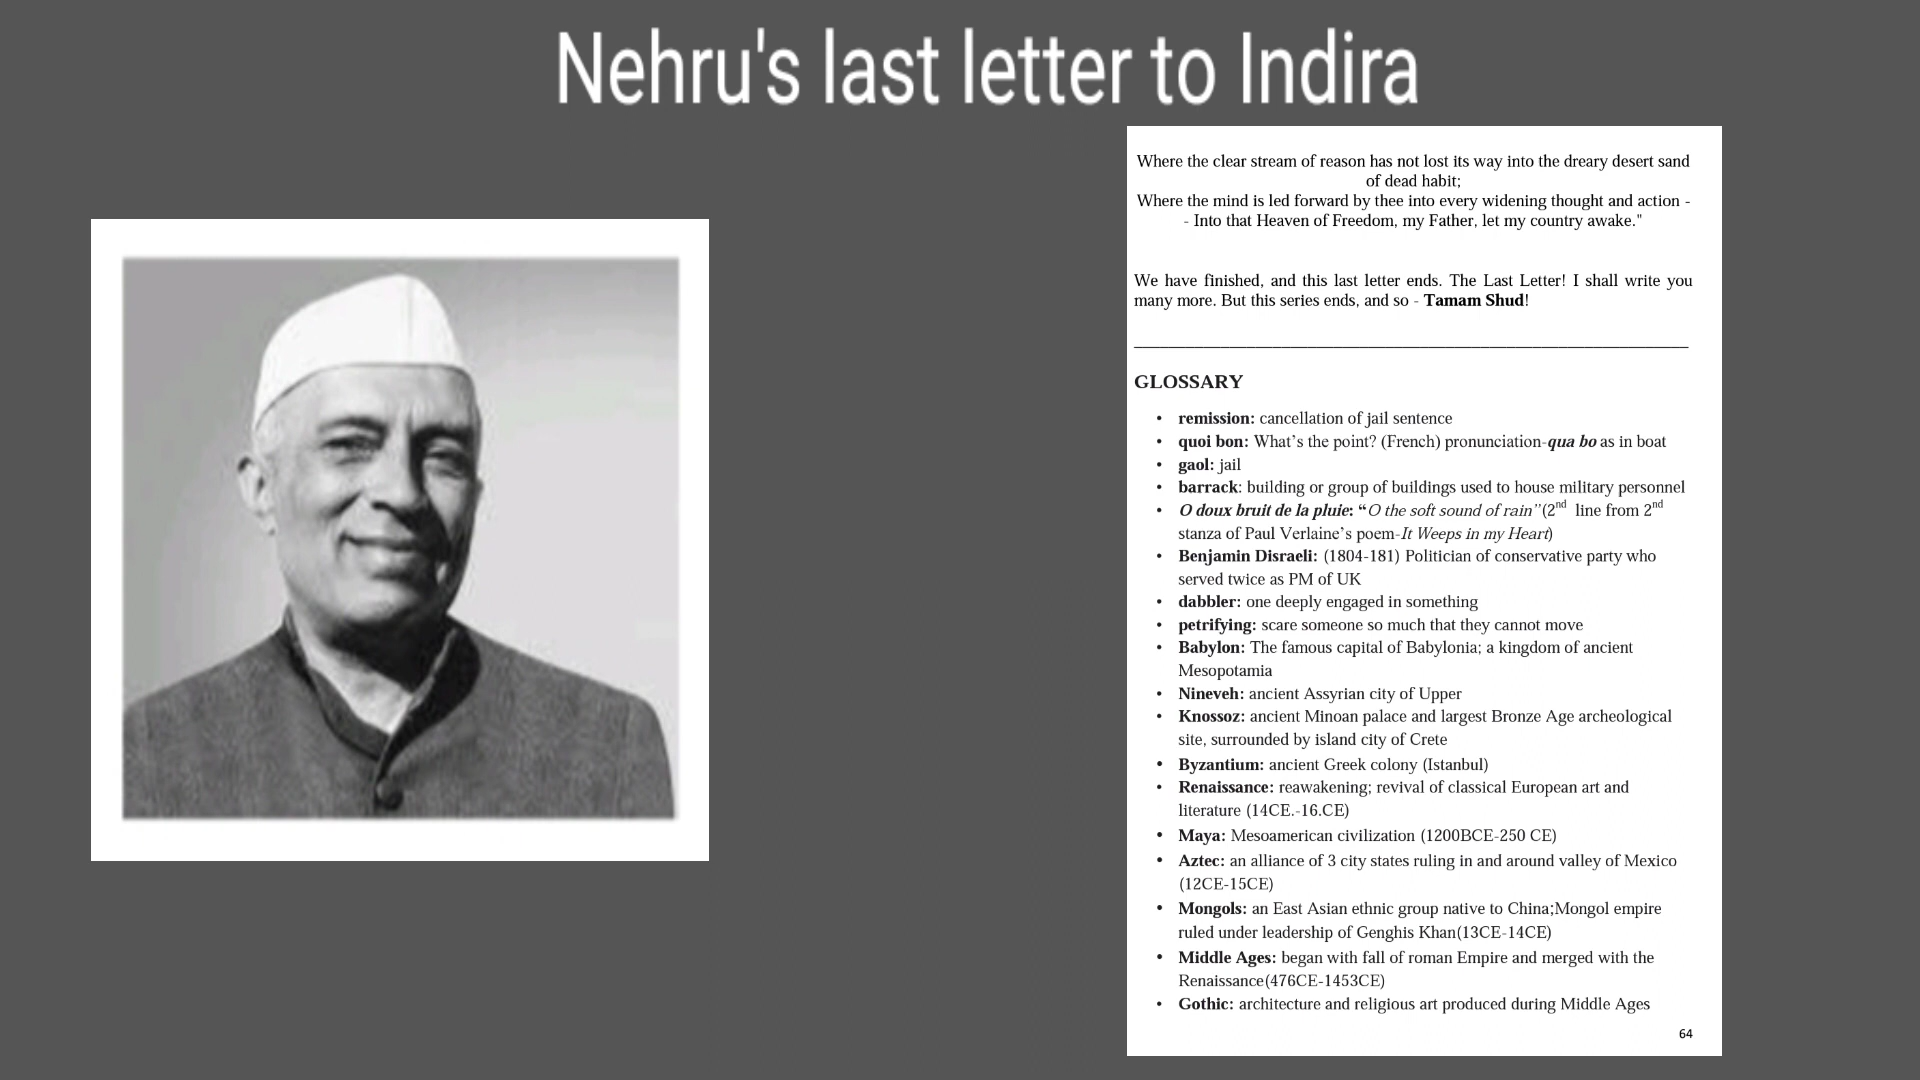 Nehru's last letter to Indira
Where the clear stream of reason has not lost its way into the dreary desert sand
of dead habit;
Where the mind is led forward by thee into every widening thought and action -
- Into that Heaven of Freedom, my Father, let my country awake."
We have finished, and this last letter ends. The Last Letter! I shall write you
many more. But this series ends, and so - Tamam Shud!
GLOSSARY
• remission: cancellation of jail sentence
• quoi bon: What's the point? (French) pronunciation-qua bo as in boat
• gaol: jail
• barrack: building or group of buildings used to house military personnel
• O doux bruit de la pluie: “O the soft sound of rain”(2nd line from 2nd
stanza of Paul Verlaine's poem-It Weeps in my Heart)
• Benjamin Disraeli: (1804-181) Politician of conservative party who
served twice as PM of UK
• dabbler: one deeply engaged in something
• petrifying: scare someone so much that they cannot move
• Babylon: The famous capital of Babylonia; a kingdom of ancient
Mesopotamia
• Nineveh: ancient Assyrian city of Upper
• Knossoz: ancient Minoan palace and largest Bronze Age archeological
site, surrounded by island city of Crete
• Byzantium: ancient Greek colony (Istanbul)
• Renaissance: reawakening; revival of classical European art and
literature (14CE.-16.CE)
• Maya: Mesoamerican civilization (1200BCE-250 CE)
• Aztec: an alliance of 3 city states ruling in and around valley of Mexico
(12CE-15CE)
• Mongols: an East Asian ethnic group native to China;Mongol empire
ruled under leadership of Genghis Khan(13CE-14CE)
• Middle Ages: began with fall of roman Empire and merged with the
Renaissance(476CE-1453CE)
• Gothic: architecture and religious art produced during Middle Ages
64